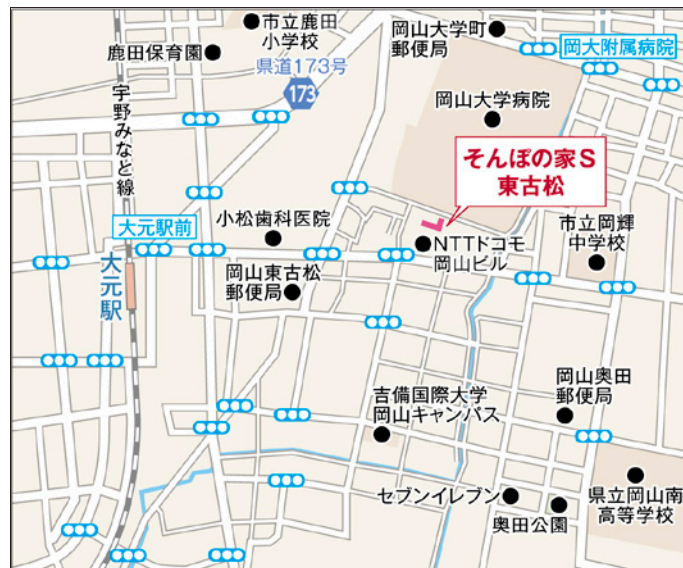 市立鹿田
小学校
鹿田保育園
県道173号
173
岡山大学町
郵便局
岡大附属病院
岡山大学病院
宇野みなと線
そんぽの家S
東古松
大元駅前
小松歯科医院
NTTドコモ
岡山ビル
市立岡輝
中学校
大元駅
岡山東古松
郵便局
吉備国際大学
岡山キャンパス
岡山奥田
郵便局
セブンイレブン
奥田公園
県立岡山南
高等学校